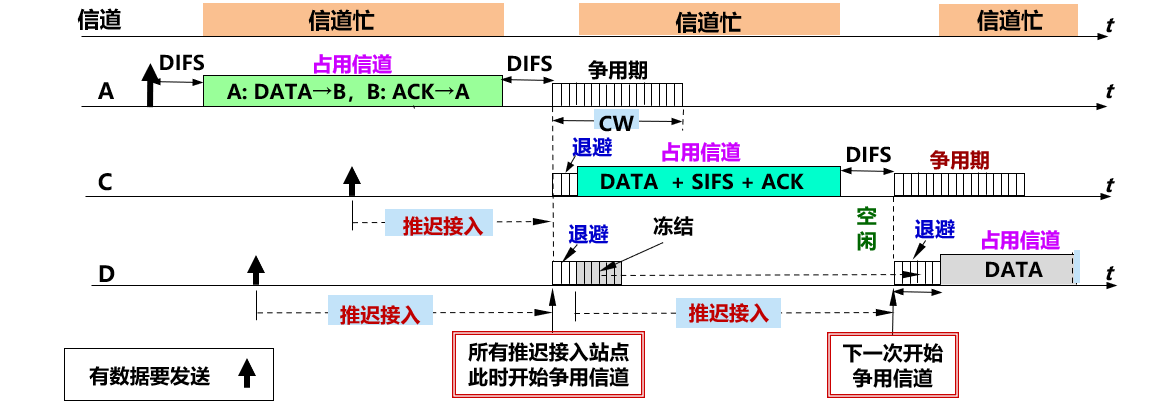 信道
信道忙
信道忙
信道忙
t
DIFS
占用信道
DIFS
争用期
A
A: DATA→B, B: ACK→A
t
CW
退避
占用信道
DIFS
争用期
C
DATA + SIFS + ACK
t
推迟接入
空闲
退避
冻结
退避
占用信道
D
DATA
t
推迟接入
推迟接入
所有推迟接入站点
此时开始争用信道
下一次开始
争用信道
有数据要发送